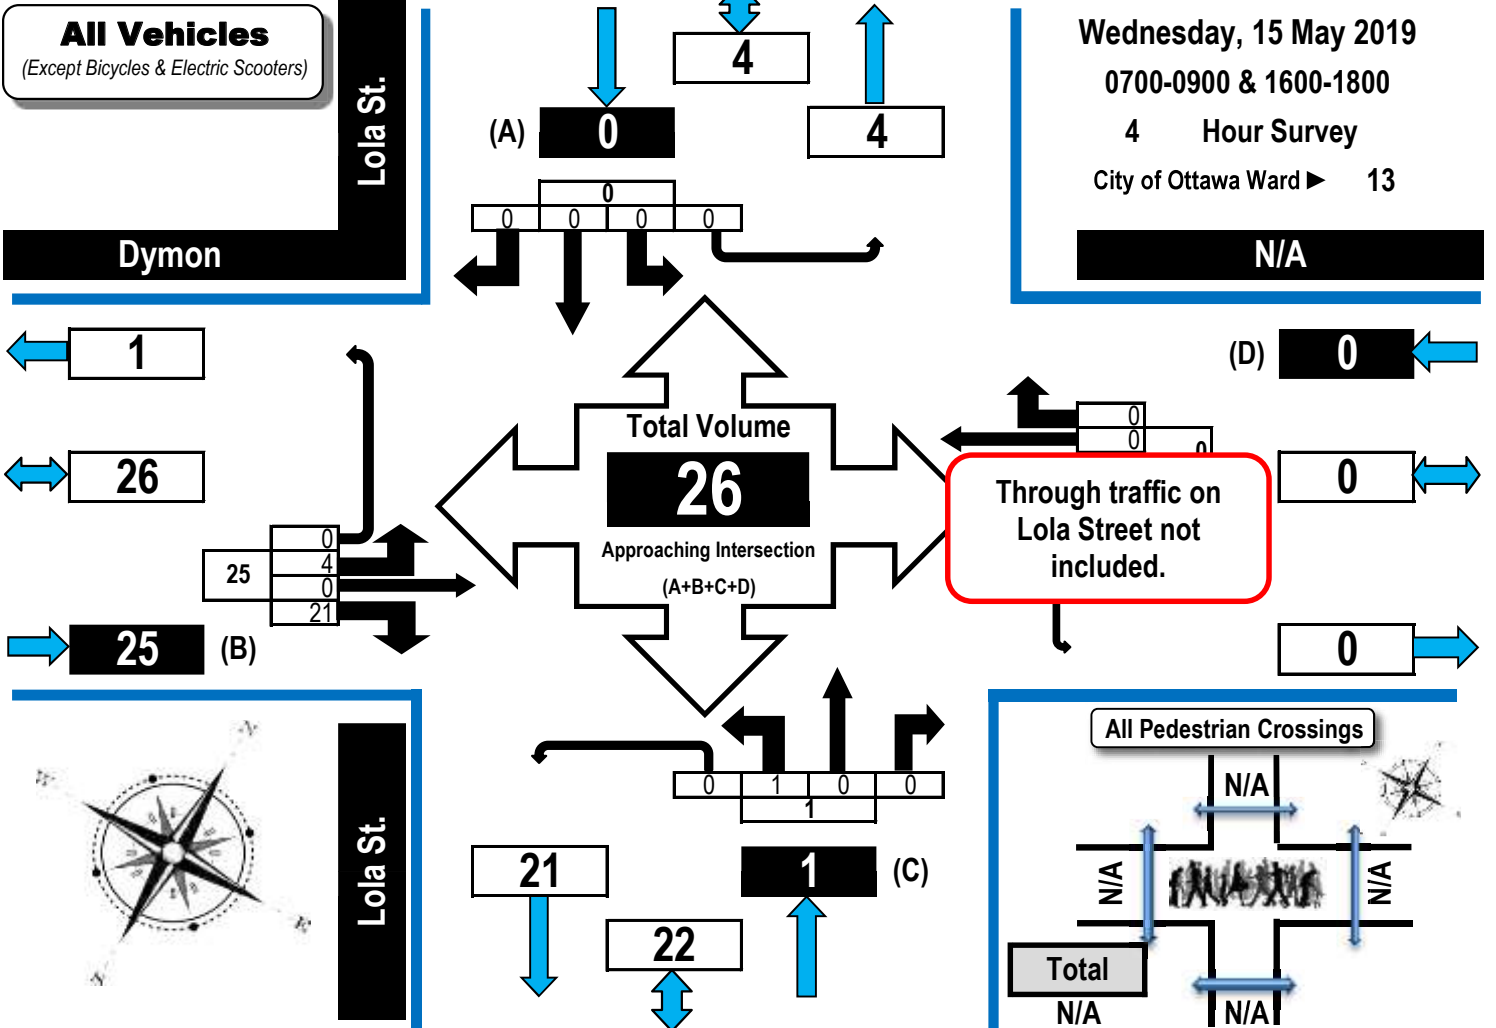 All Vehicles
(Except Bicycles & Electric Scooters)
Lola St.
Dymon
4
(A)
0
4
0
0 0 0 0
Wednesday, 15 May 2019
0700-0900 & 1600-1800
4 Hour Survey
City of Ottawa Ward ► 13
N/A
1
26
0
4
0
21
25
25
(B)
Total Volume
26
Approaching Intersection
(A+B+C+D)
(D)
0
0
0
0
0
Through traffic on
Lola Street not
included.
0
Lola St.
N
W
E
S
0 1 0 0
1
21
1
(C)
22
All Pedestrian Crossings
N/A
N/A
N/A
Total
N/A
N/A